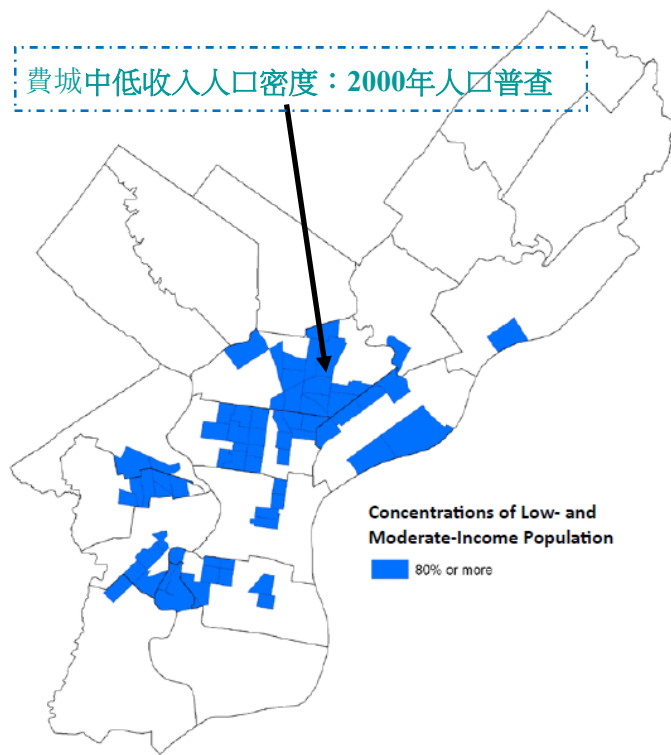 費城中低收入人口密度：2000年人口普查
Concentrations of Low- and
Moderate-Income Population
80% or more